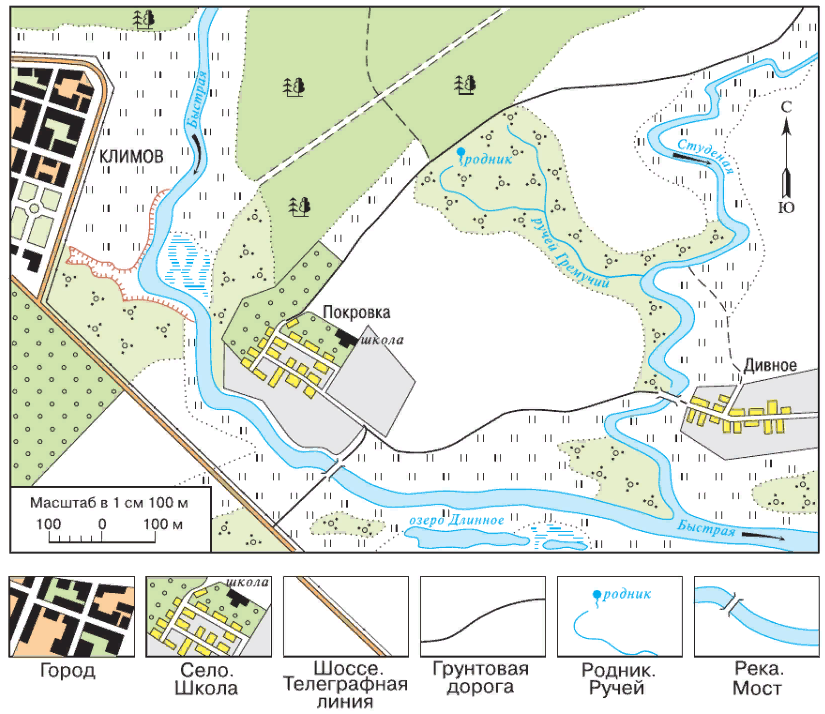 Быстрая
КЛИМОВ
родник
Студеная
С
Ю
ручей Гремучий
Покровка
школа
Дивное
Масштаб в 1 см 100 м
100 0 100 м
озеро Длинное
Быстрая
школа
родник
Город
Село.
Школа
Шоссе.
Телеграфная
линия
Грунтовая
дорога
Родник.
Ручей
Река.
Мост